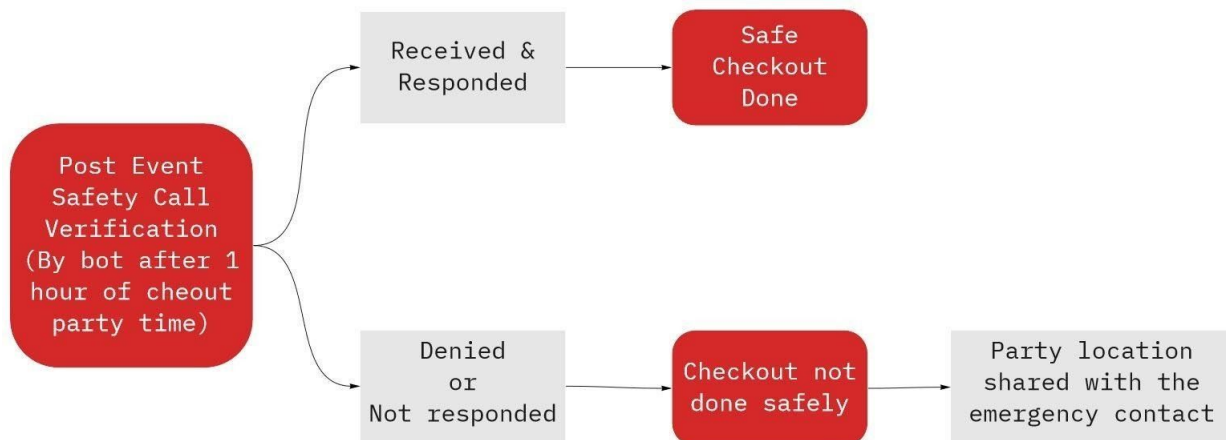 Post Event
Safety Call
Verification
(By bot after 1
hour of cheout
party time)
Received &
Responded
Safe
Checkout
Done
Denied
or
Not responded
Checkout not
done safely
Party location
shared with the
emergency contact